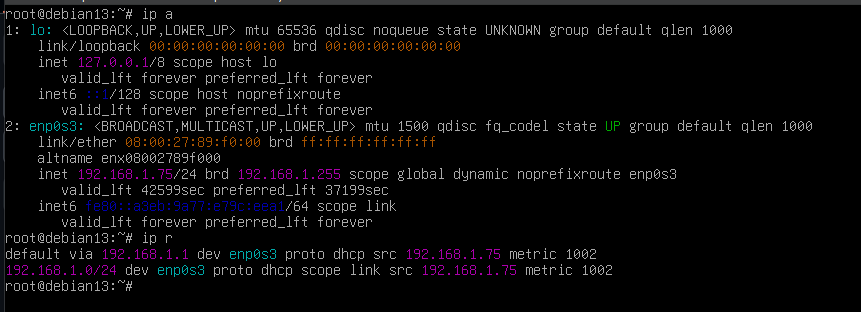 root@debian13:~# ip a
1: lo: <LOOPBACK,UP,LOWER_UP> mtu 65536 qdisc noqueue state UNKNOWN group default qlen 1000
    link/loopback 00:00:00:00:00:00 brd 00:00:00:00:00:00
    inet 127.0.0.1/8 scope host lo
       valid_lft forever preferred_lft forever
    inet6 ::1/128 scope host noprefixroute
       valid_lft forever preferred_lft forever
2: enp0s3: <BROADCAST,MULTICAST,UP,LOWER_UP> mtu 1500 qdisc fq_codel state UP group default qlen 1000
    link/ether 08:00:27:89:f0:00 brd ff:ff:ff:ff:ff:ff
    altname enx08002789f000
    inet 192.168.1.75/24 brd 192.168.1.255 scope global dynamic noprefixroute enp0s3
       valid_lft 42599sec preferred_lft 37199sec
    inet6 /64 scope link
       valid_lft forever preferred_lft forever
root@debian13:~# ip r
default via 192.168.1.1 dev enp0s3 proto dhcp src 192.168.1.75 metric 1002
192.168.1.0/24 dev enp0s3 proto dhcp scope link src 192.168.1.75 metric 1002
root@debian13:~#